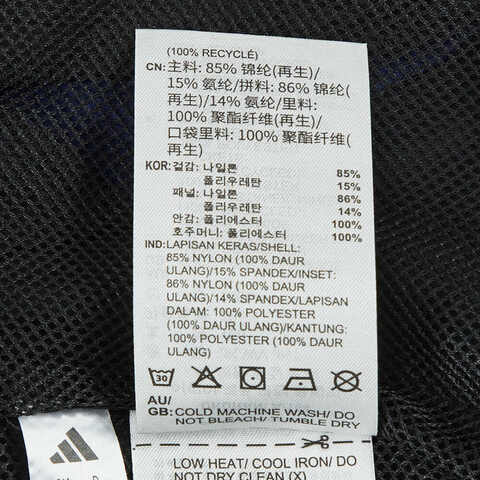 (100% RECYCLÉ)
CN: 主料: 85% 锦纶(再生)/
15% 氨纶/拼料: 86% 锦纶(
再生)/14% 氨纶/里料:
100% 聚酯纤维(再生)/
口袋里料: 100% 聚酯纤维(
再生)
KOR: 겉감: 나일론 85%
폴리우레탄 15%
패널: 나일론 86%
폴리우레탄 14%
안감: 폴리에스터 100%
호주머니: 폴리에스터 100%
IND: LAPISAN KERAS/SHELL:
85% NYLON (100% DAUR
ULANG)/15% SPANDEX/INSET:
86% NYLON (100% DAUR
ULANG)/14% SPANDEX/LAPISAN
DALAM: 100% POLYESTER
(100% DAUR ULANG)/KANTUNG:
100% POLYESTER (100% DAUR
ULANG)
30
AU/
GB: COLD MACHINE WASH/ DO
NOT BLEACH/ TUMBLE DRY
LOW HEAT/ COOL IRON/ DO
NOT DRY CLEAN (X)